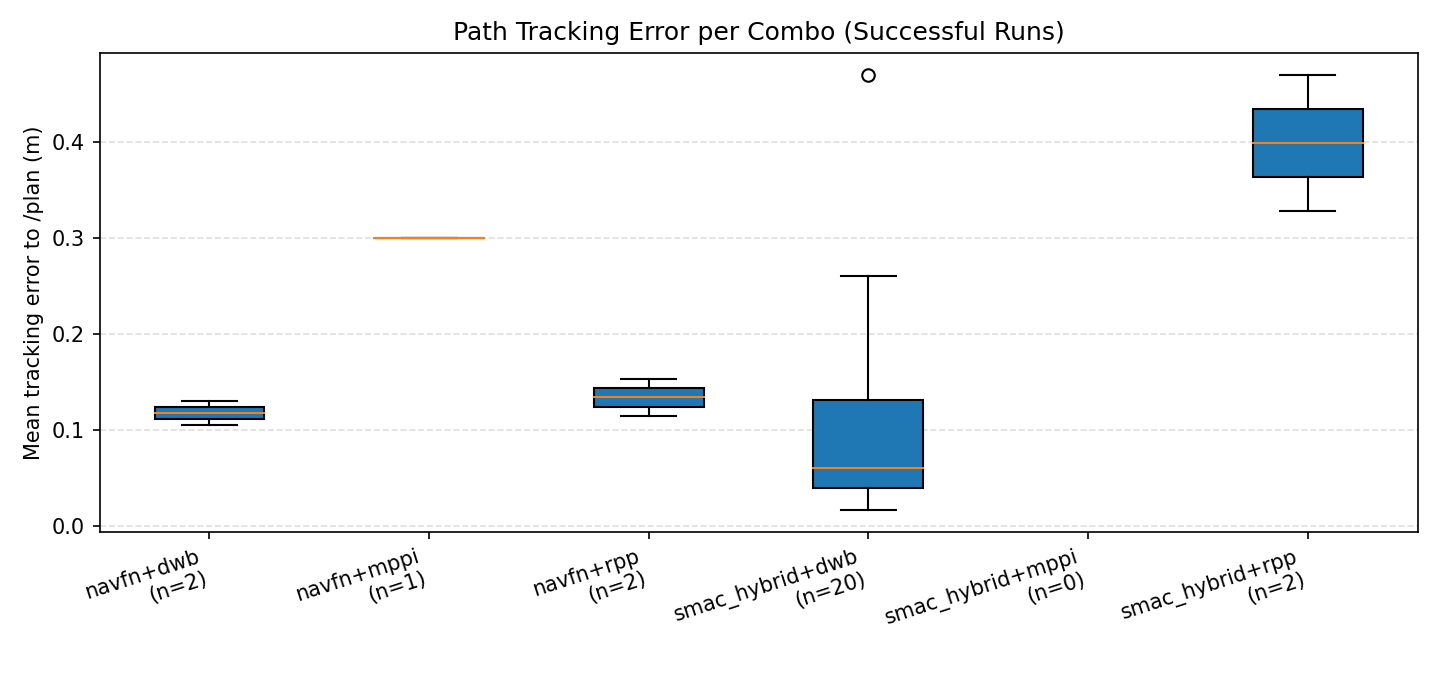 Path Tracking Error per Combo (Successful Runs)
Mean tracking error to /plan (m)
0.4
0.3
0.2
0.1
0.0
navfn+dwb
(n=2)
navfn+mppi
(n=1)
navfn+rpp
(n=2)
smac_hybrid+dwb
(n=20)
smac_hybrid+mppi
(n=0)
smac_hybrid+rpp
(n=2)